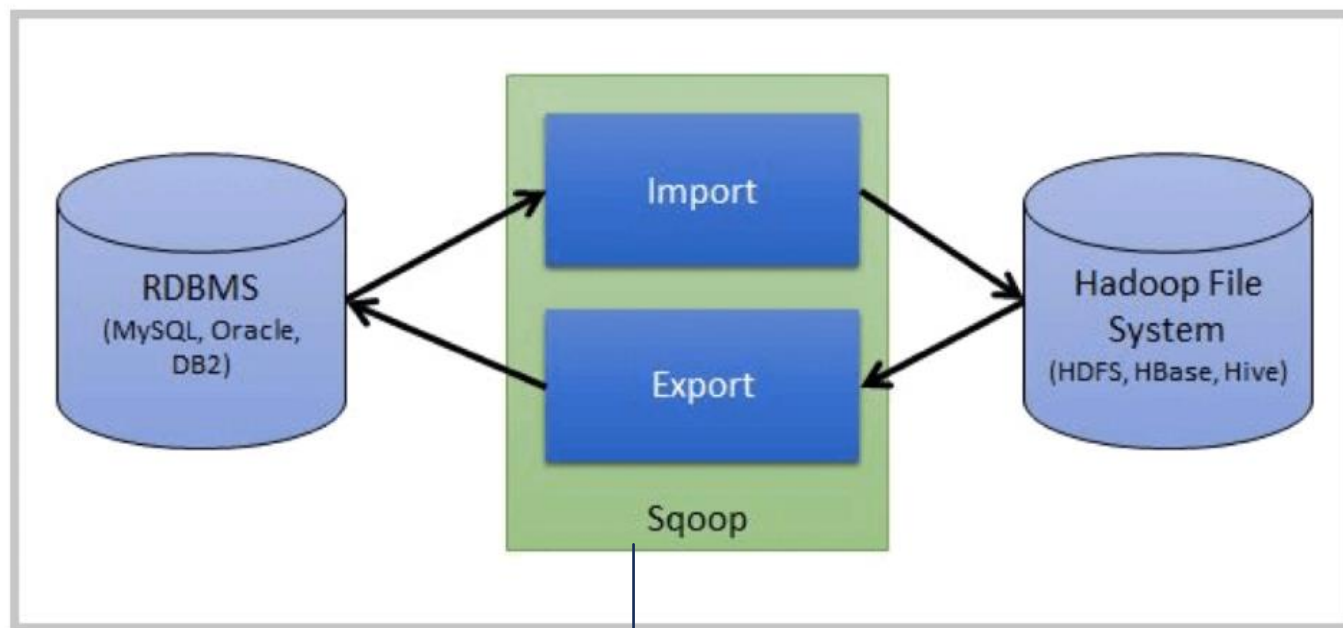 RDBMS
(MySQL, Oracle,
DB2)
Import
Export
Sqoop
Hadoop File
System
(HDFS, HBase, Hive)